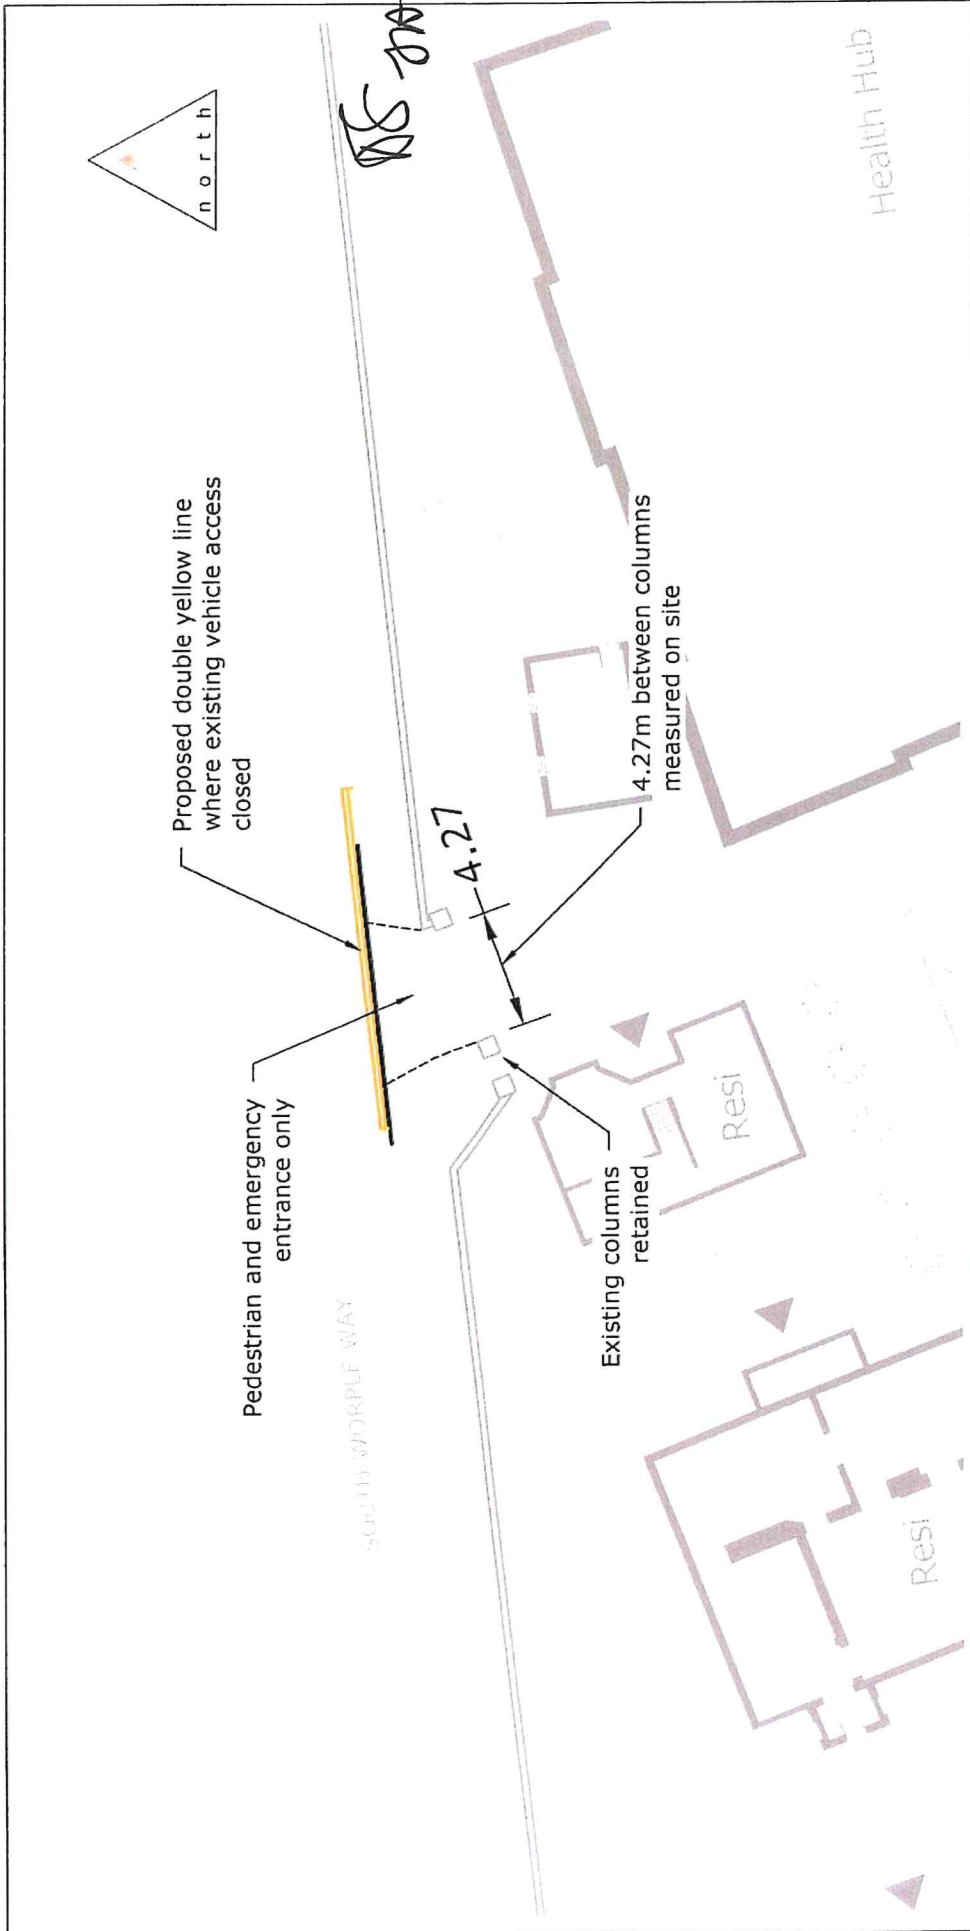 north
Proposed double yellow line
where existing vehicle access
closed
Pedestrian and emergency
entrance only
SOUTH WORPLE WAY
4.27
4.27m between columns
measured on site
Existing columns
retained
Health Hub
Resi
Resi